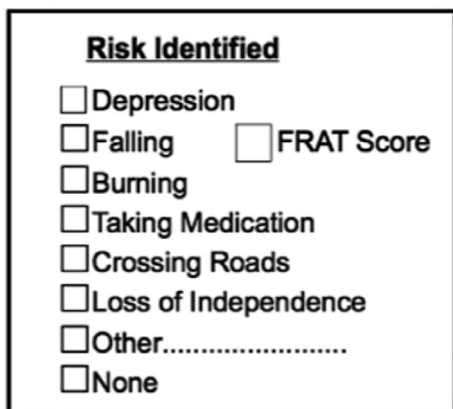 Risk Identified
Depression
Falling FRAT Score
Burning
Taking Medication
Crossing Roads
Loss of Independence
Other........................
None